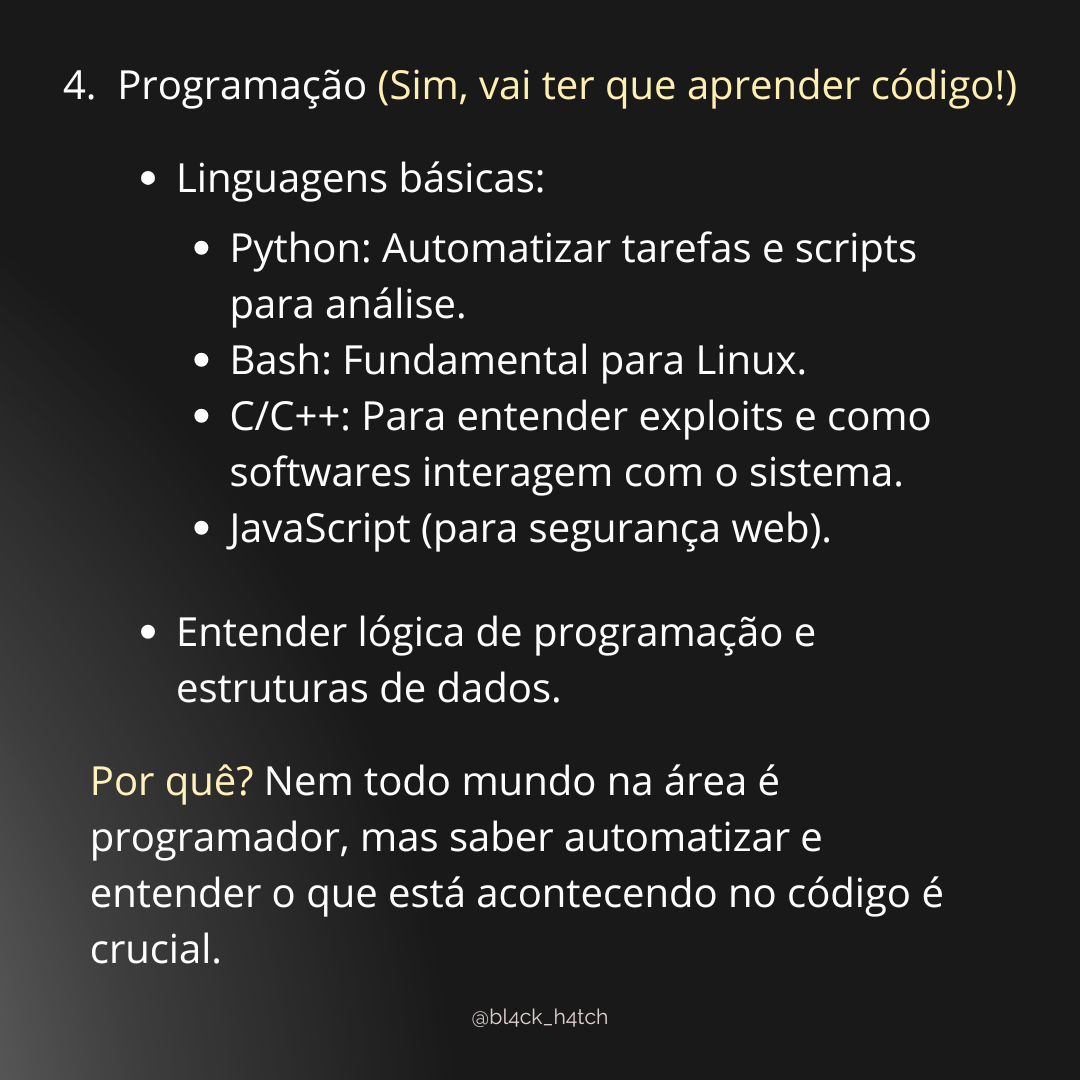 4. Programação (Sim, vai ter que aprender código!)
• Linguagens básicas:
• Python: Automatizar tarefas e scripts
para análise.
• Bash: Fundamental para Linux.
• C/C++: Para entender exploits e como
softwares interagem com o sistema.
• JavaScript (para segurança web).
• Entender lógica de programação e
estruturas de dados.
Por quê? Nem todo mundo na área é
programador, mas saber automatizar e
entender o que está acontecendo no código é
crucial.
@bl4ck_h4tch